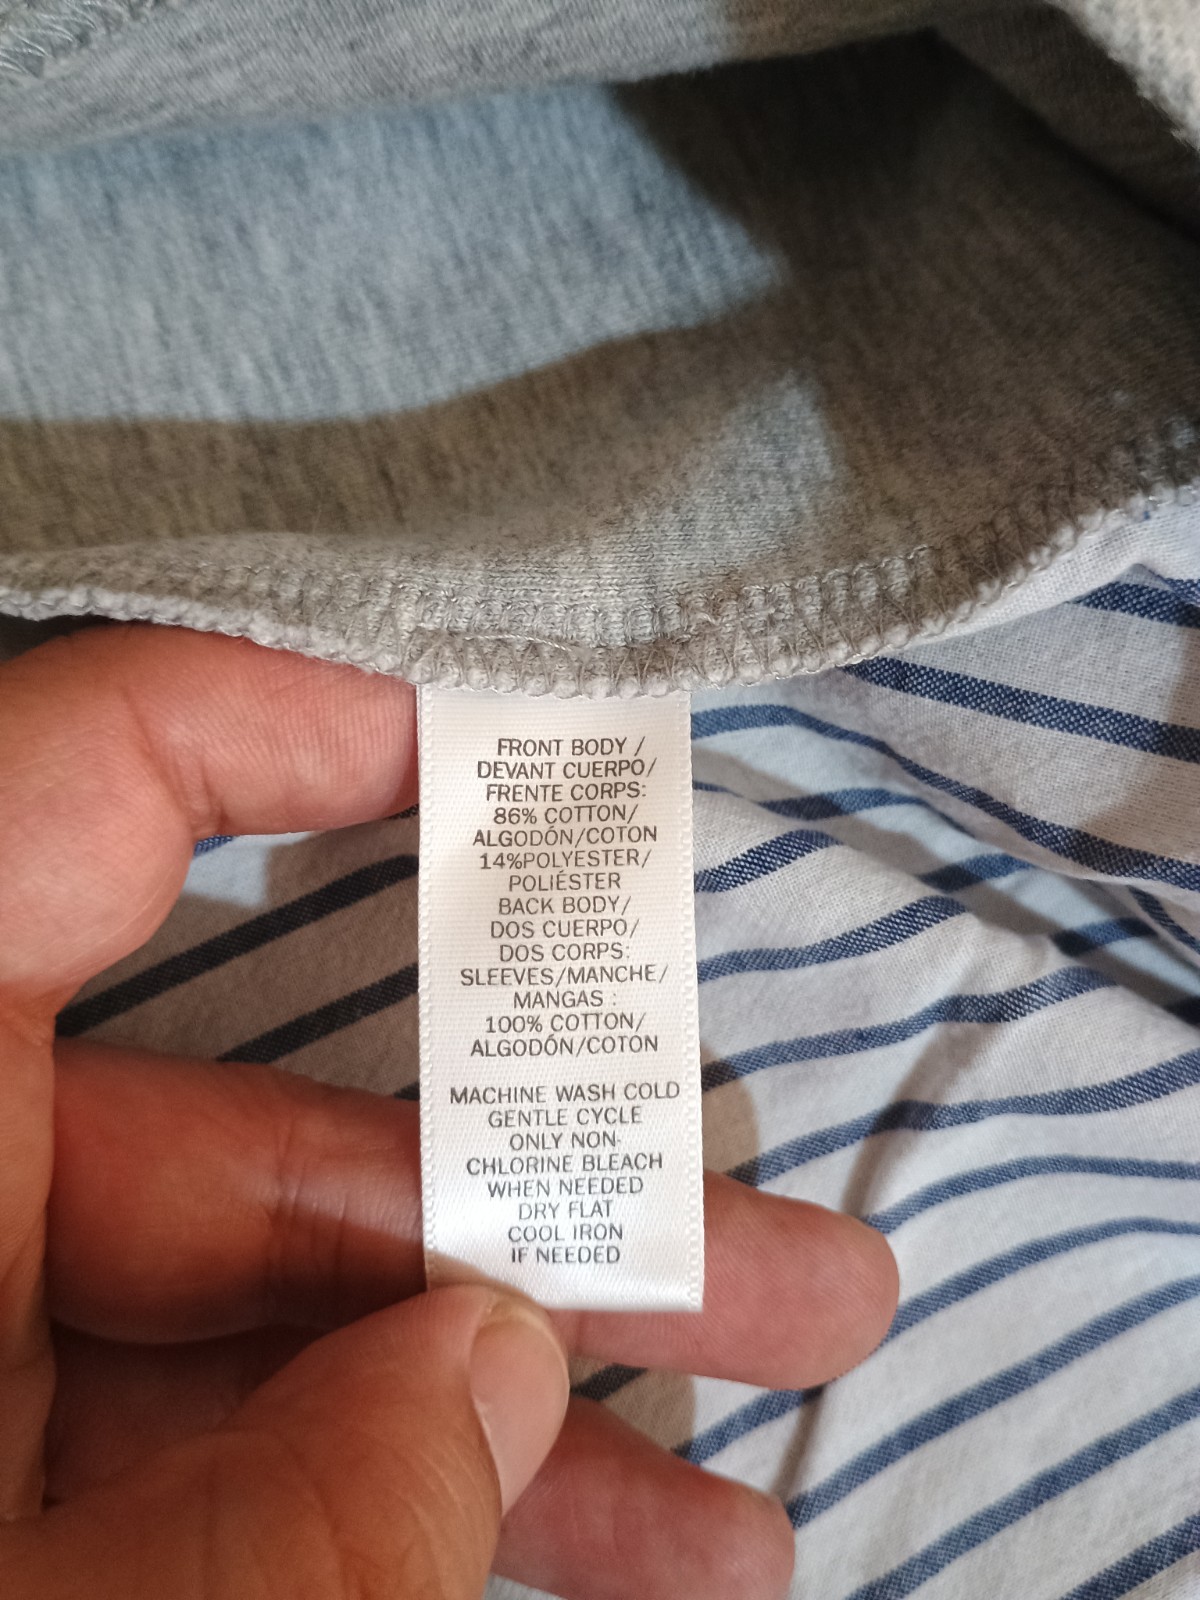 FRONT BODY /
DEVANT CUERPO/
FRENTE CORPS:
86% COTTON/
ALGODÓN/COTON
14%POLYESTER/
POLIÉSTER
BACK BODY/
DOS CUERPO/
DOS CORPS:
SLEEVES/MANCHE/
MANGAS :
100% COTTON/
ALGODÓN/COTON
MACHINE WASH COLD
GENTLE CYCLE
ONLY NON-
CHLORINE BLEACH
WHEN NEEDED
DRY FLAT
COOL IRON
IF NEEDED